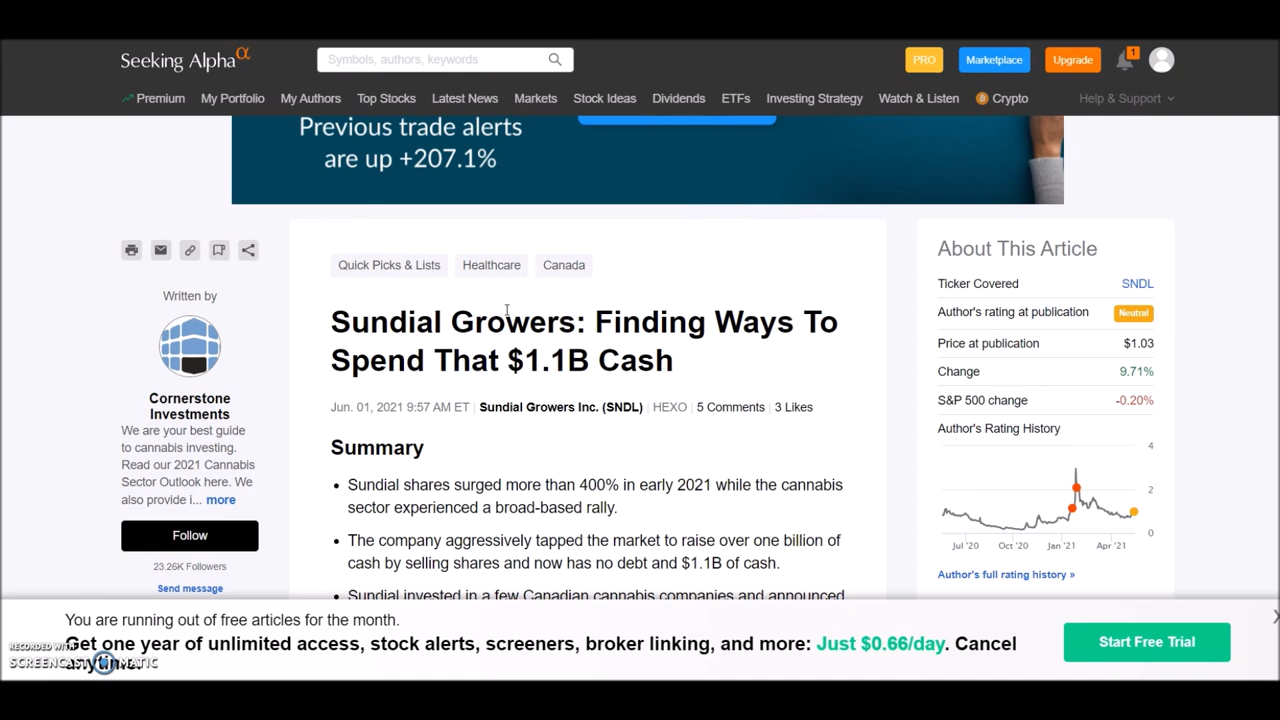 Seeking Alpha α
Symbols, authors, keywords
PRO
Marketplace
Upgrade
1
Premium
My Portfolio
My Authors
Top Stocks
Latest News
Markets
Stock Ideas
Dividends
ETFs
Investing Strategy
Watch & Listen
Crypto
Help & Support
Previous trade alerts
are up +207.1%
Written by
Cornerstone
Investments
We are your best guide
to cannabis investing.
Read our 2021 Cannabis
Sector Outlook here. We
also provide i... more
Follow
23.26K Followers
Send message
Quick Picks & Lists
Healthcare
Canada
Sundial Growers: Finding Ways To
Spend That $1.1B Cash
Jun. 01, 2021 9:57 AM ET | Sundial Growers Inc. (SNDL) | HEXO | 5 Comments | 3 Likes
Summary
• Sundial shares surged more than 400% in early 2021 while the cannabis
sector experienced a broad-based rally.
• The company aggressively tapped the market to raise over one billion of
cash by selling shares and now has no debt and $1.1B of cash.
• Sundial invested in a few Canadian cannabis companies and announced
About This Article
Ticker Covered SNDL
Author's rating at publication Neutral
Price at publication $1.03
Change 9.71%
S&P 500 change -0.20%
Author's Rating History
4
2
0
Jul '20 Oct '20 Jan '21 Apr '21
Author's full rating history »
You are running out of free articles for the month.
Get one year of unlimited access, stock alerts, screeners, broker linking, and more: Just $0.66/day. Cancel
anytime.
Start Free Trial
RECORDED WITH
SCREENCAST-O-MATIC